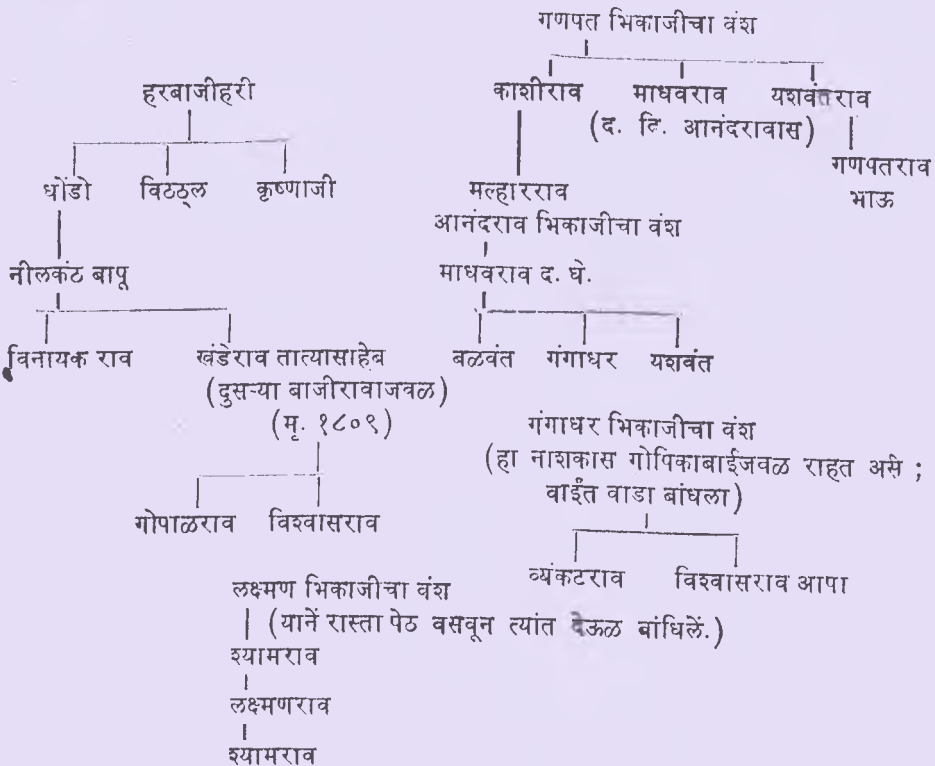 गणपत भिकाजीचा वंश
हरबाजीहरी
काशीराव माधवराव यशवंतराव
(द. दि. आनंदरावास)
गणपतराव
भाऊ
धोंडो विठठ्ल कृष्णाजी
मल्हारराव
आनंदराव भिकाजीचा वंश
नीलकंठ बापू
माधवराव द. घे.
विनायक राव खंडेराव तात्यासाहेब
(दुसऱ्या बाजीरावाजवळ)
(मृ. १८०९)
बळवंत गंगाधर यशवंत
गोपाळराव विश्वासराव
गंगाधर भिकाजीचा वंश
(हा नाशकास गोपिकाबाईजवळ राहत असे ;
वाईंत वाडा बांधला)
व्यंकटराव विश्वासराव आपा
लक्ष्मण भिकाजीचा वंश
(यानें रास्ता पेठ वसवून त्यांत देऊळ बांधिलें.)
श्यामराव
लक्ष्मणराव
श्यामराव